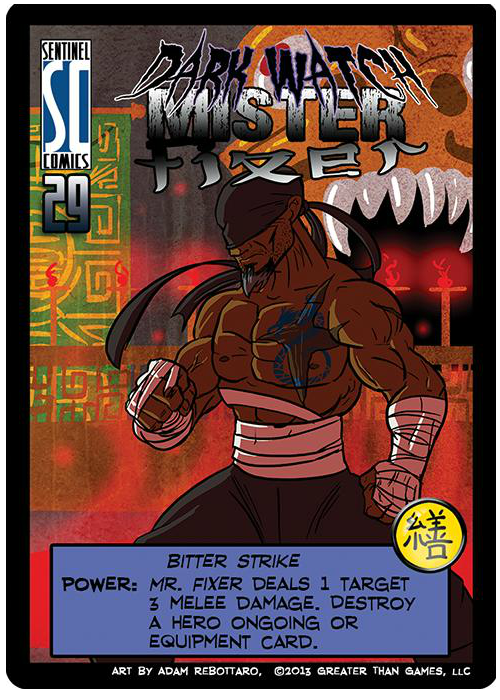 SENTINEL
SC
COMICS
29
DARK WATCH
MISTER
FIXER
繕
BITTER STRIKE
POWER: MR. FIXER DEALS 1 TARGET
3 MELEE DAMAGE. DESTROY
A HERO ONGOING OR
EQUIPMENT CARD.
ART BY ADAM REBOTTARO, ©2013 GREATER THAN GAMES, LLC